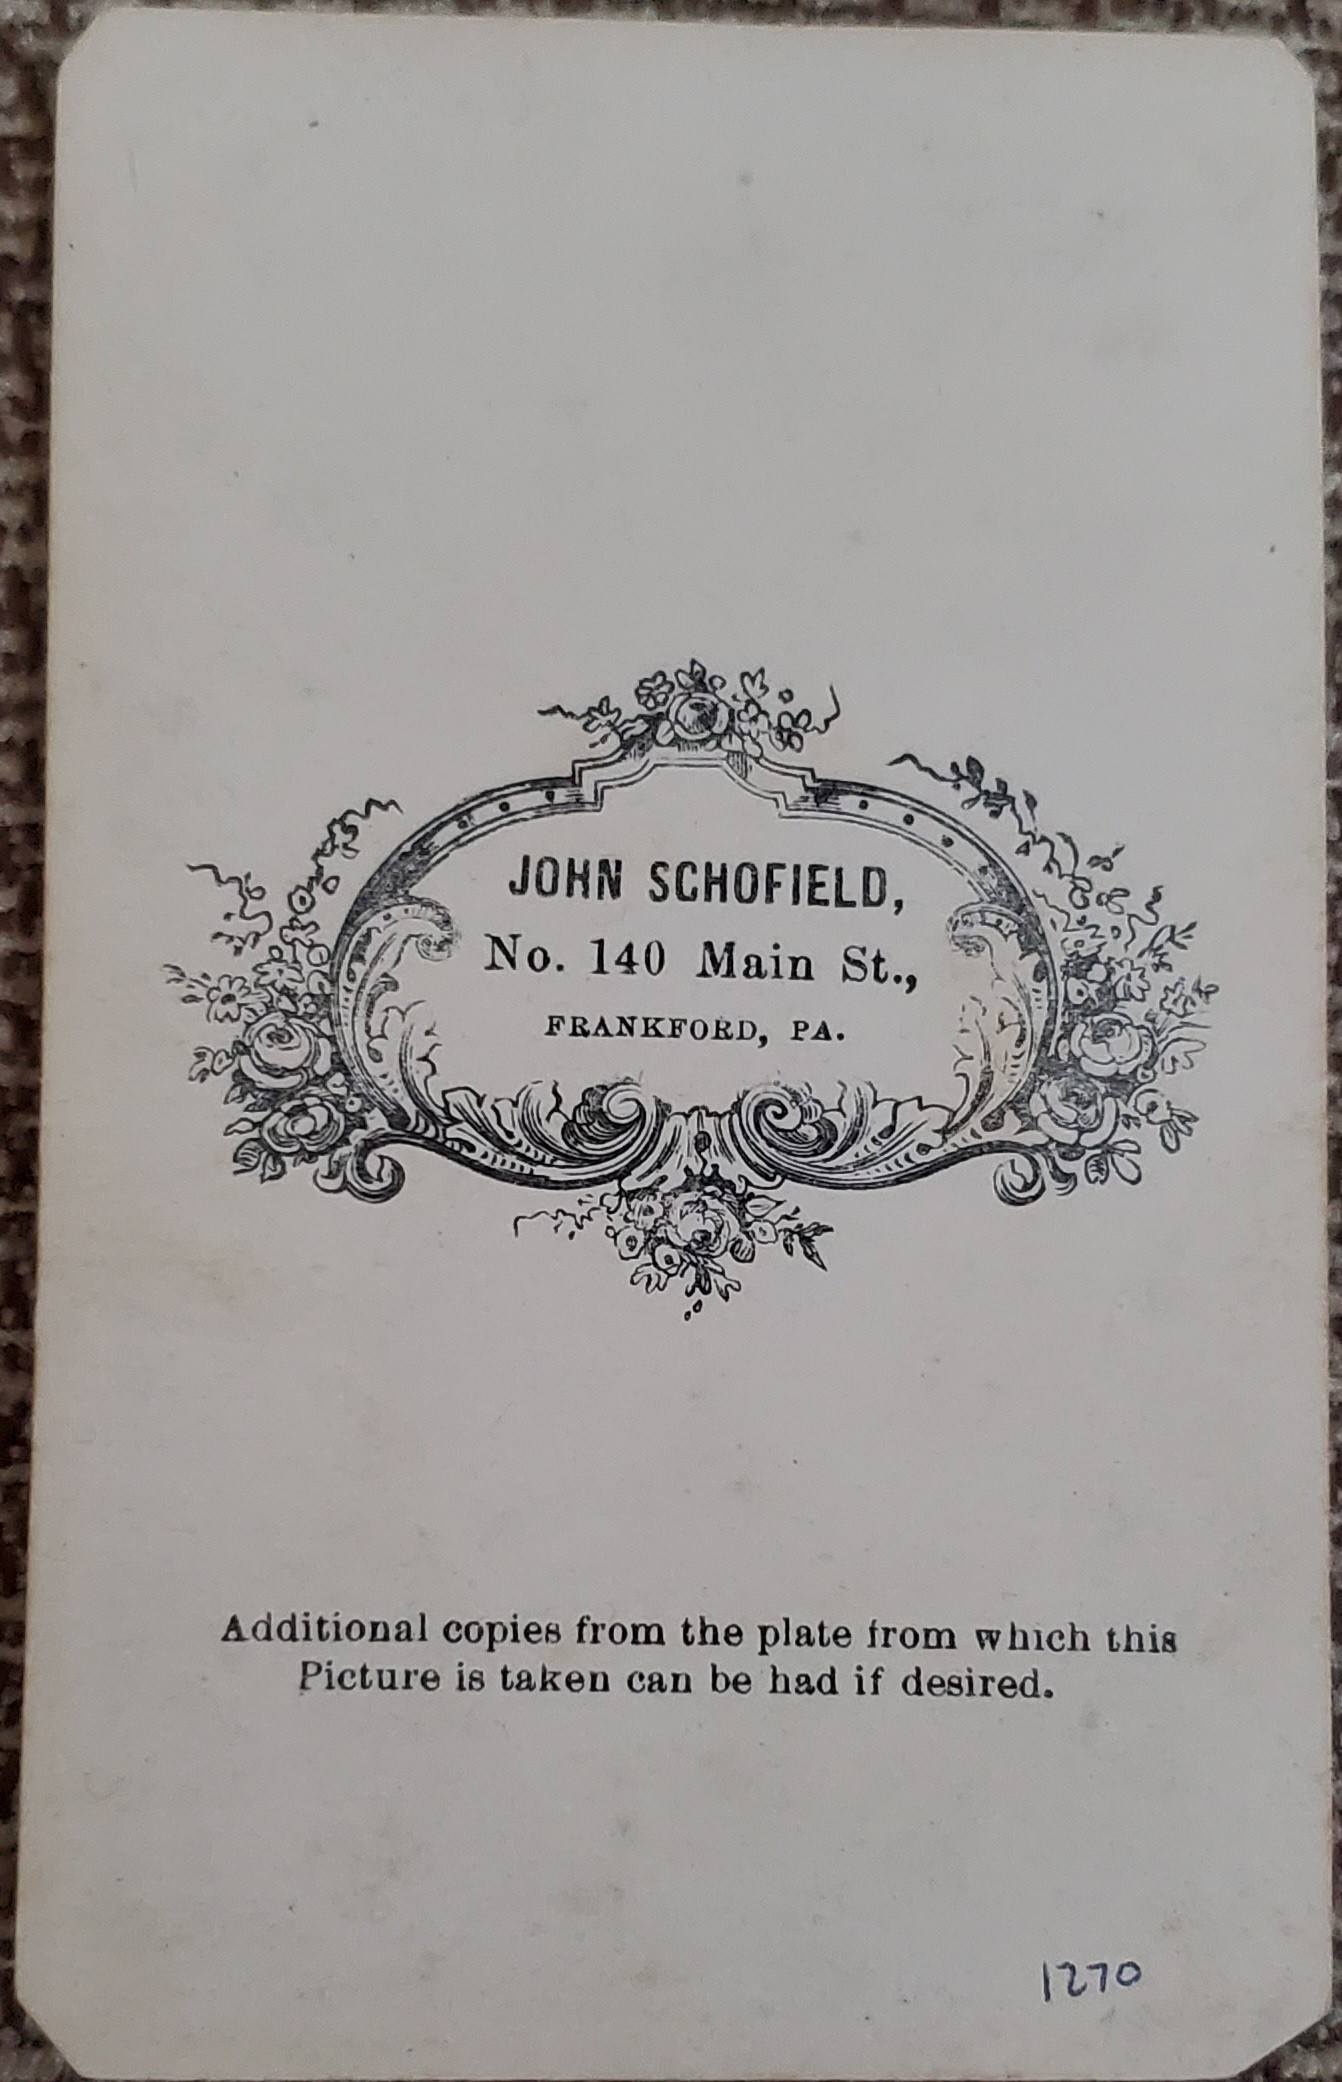 JOHN SCHOFIELD,
No. 140 Main St.,
FRANKFORD, PA.
Additional copies from the plate from which this
Picture is taken can be had if desired.
1270